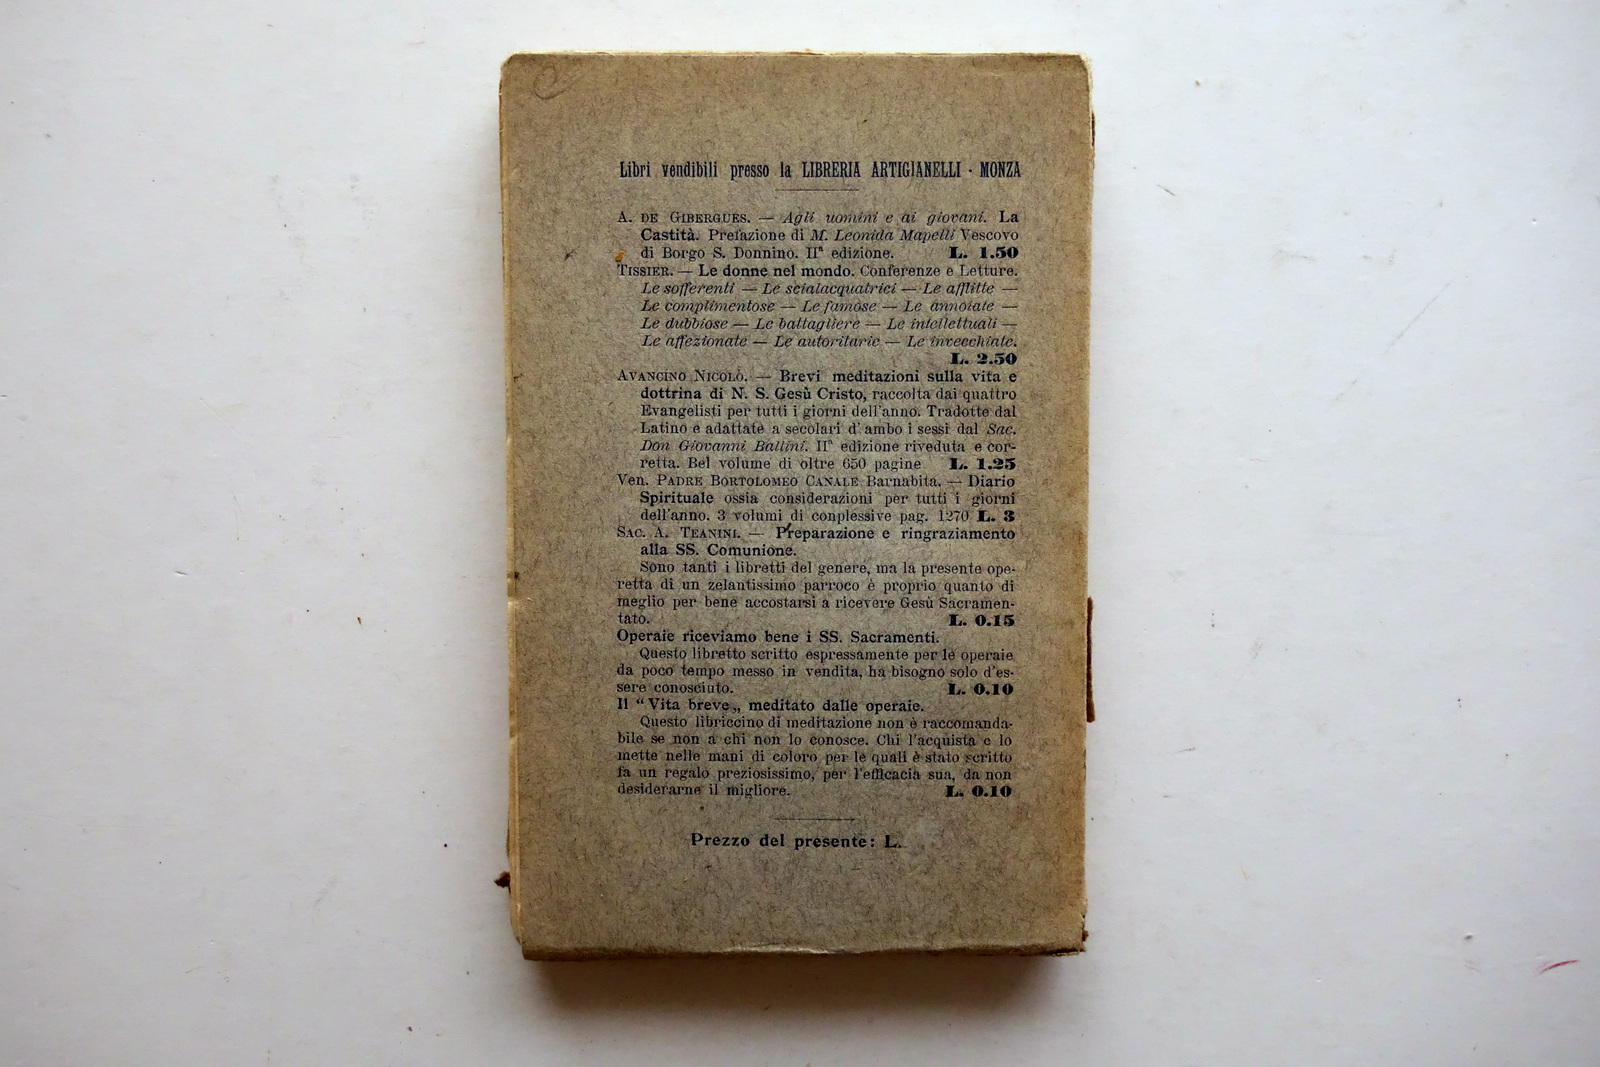 Libri vendibili presso la LIBRERIA ARTIGIANELLI - MONZA
A. DE GIBERGUES. — Agli uomini e ai giovani. La
Castità. Prefazione di M. Leonida Mapelli Vescovo
di Borgo S. Donnino. IIª edizione. L. 1.50
TISSIER. — Le donne nel mondo. Conferenze e Letture.
Le sofferenti — Le scialacquatrici — Le afflitte —
Le complimentose — Le famose — Le annoiate —
Le dubbiose — Le battagliere — Le intellettuali —
Le affezionate — Le autoritarie — Le invecchiate.
L. 2.50
AVANCINO NICOLÒ. — Brevi meditazioni sulla vita e
dottrina di N. S. Gesù Cristo, raccolta dai quattro
Evangelisti per tutti i giorni dell'anno. Tradotte dal
Latino e adattate a secolari d'ambo i sessi dal Sac.
Don Giovanni Ballini. IIª edizione riveduta e cor-
retta. Bel volume di oltre 650 pagine L. 1.25
Ven. PADRE BORTOLOMEO CANALE Barnabita. — Diario
Spirituale ossia considerazioni per tutti i giorni
dell'anno. 3 volumi di conplessive pag. 1270 L. 3
SAC. A. TEANINI. — Preparazione e ringraziamento
alla SS. Comunione.
Sono tanti i libretti del genere, ma la presente ope-
retta di un zelantissimo parroco è proprio quanto di
meglio per bene accostarsi a ricevere Gesù Sacramen-
tato. L. 0.15
Operaie riceviamo bene i SS. Sacramenti.
Questo libretto scritto espressamente per le operaie
da poco tempo messo in vendita, ha bisogno solo d'es-
sere conosciuto. L. 0.10
Il “Vita breve„ meditato dalle operaie.
Questo libriccino di meditazione non è raccomanda-
bile se non a chi non lo conosce. Chi l'acquista e lo
mette nelle mani di coloro per le quali è stato scritto
fa un regalo preziosissimo, per l'efficacia sua, da non
desiderarne il migliore. L. 0.10
Prezzo del presente: L.